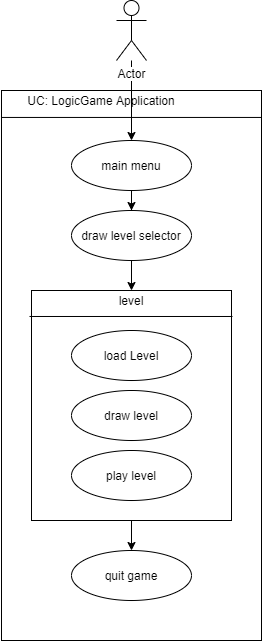 Actor
UC: LogicGame Application
main menu
draw level selector
level
load Level
draw level
play level
quit game